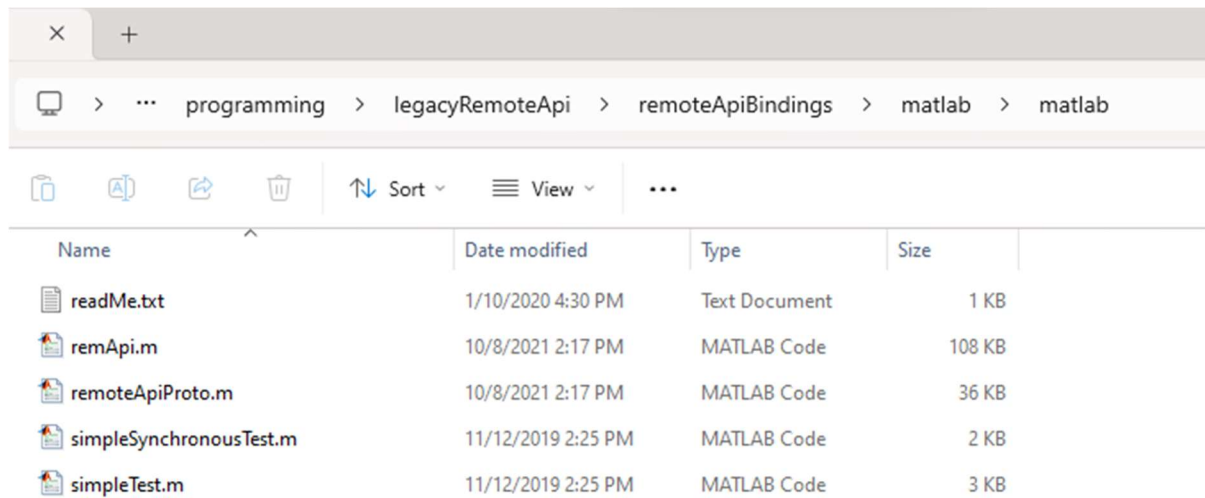 programming > legacyRemoteApi > remoteApiBindings > matlab > matlab
Sort View
Name Date modified Type Size
readMe.txt 1/10/2020 4:30 PM Text Document 1 KB
remApi.m 10/8/2021 2:17 PM MATLAB Code 108 KB
remoteApiProto.m 10/8/2021 2:17 PM MATLAB Code 36 KB
simpleSynchronousTest.m 11/12/2019 2:25 PM MATLAB Code 2 KB
simpleTest.m 11/12/2019 2:25 PM MATLAB Code 3 KB